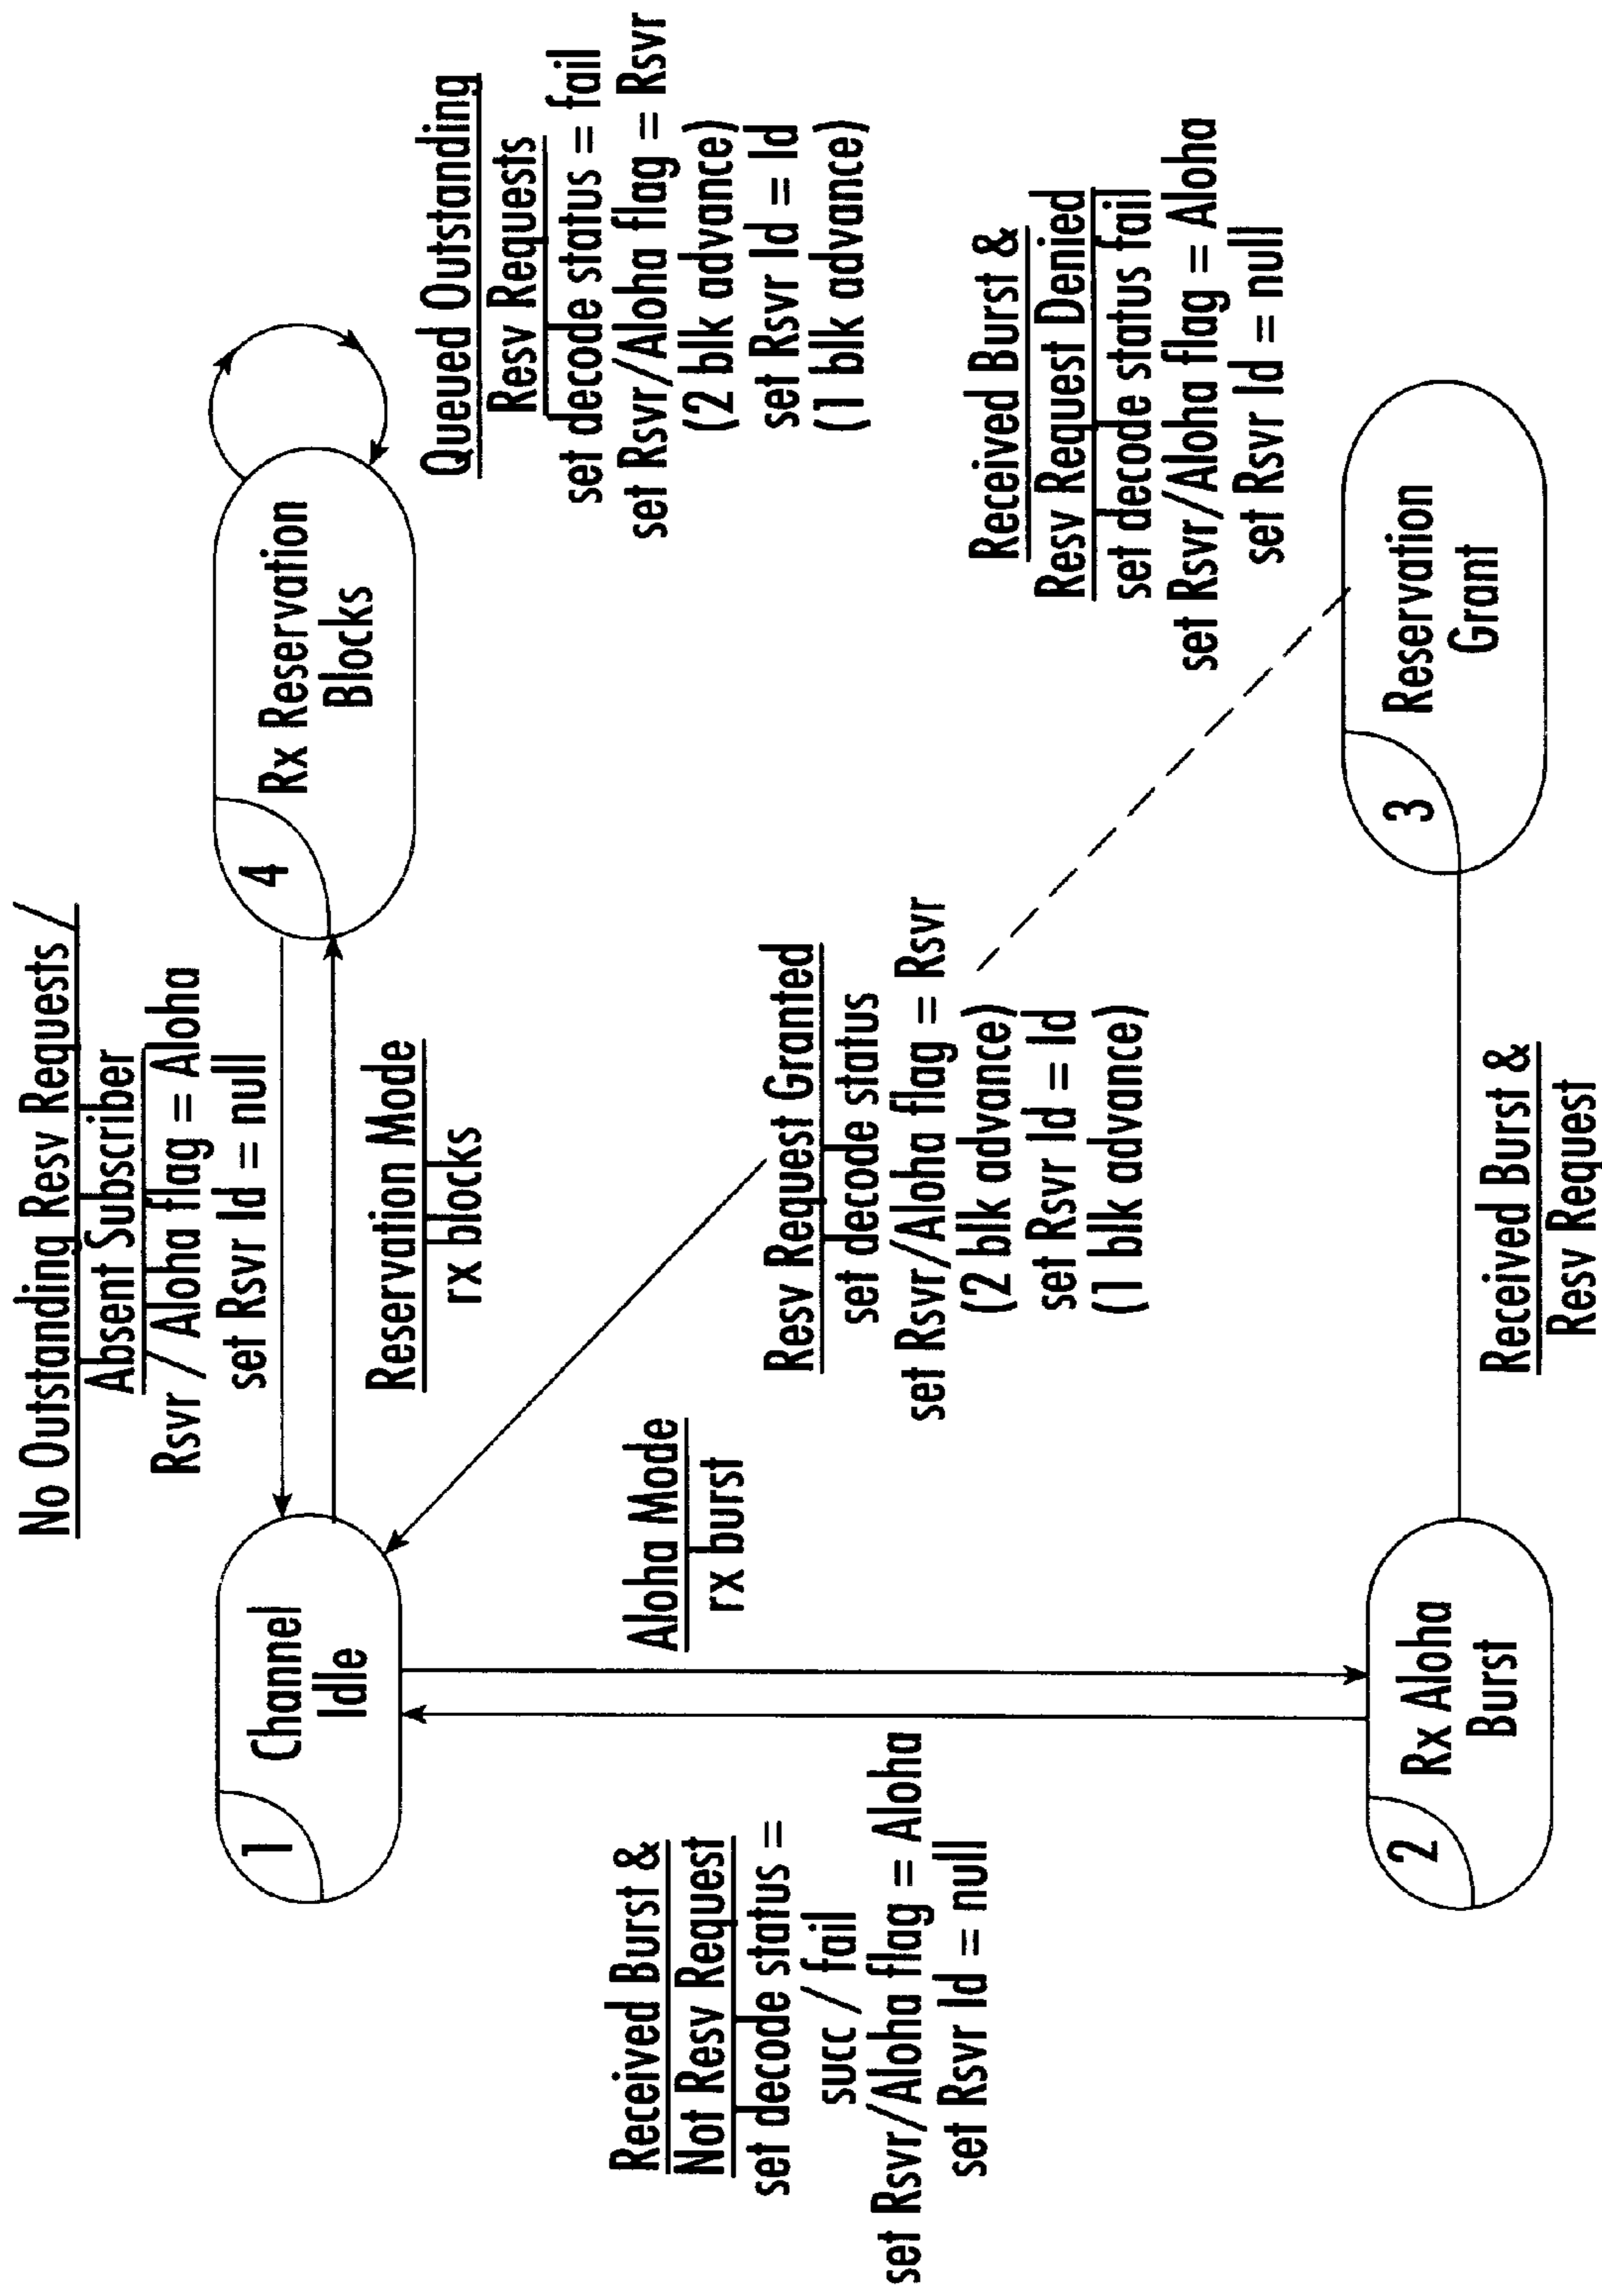 No Outstanding Resv Requests /
Absent Subscriber
Rsvr / Aloha flag = Aloha
set Rsvr Id = null
1
Channel
Idle
4
Rx Reservation
Blocks
Reservation Mode
rx blocks
Queued Outstanding
Resv Requests
set decode status = fail
set Rsvr/Aloha flag = Rsvr
(2 blk advance)
set Rsvr Id = Id
(1 blk advance)
Received Burst &
Not Resv Request
set decode status =
succ / fail
set Rsvr/Aloha flag = Aloha
set Rsvr Id = null
Aloha Mode
rx burst
Resv Request Granted
set decode status
set Rsvr/Aloha flag = Rsvr
(2 blk advance)
set Rsvr Id = Id
(1 blk advance)
Received Burst &
Resv Request Denied
set decode status fail
set Rsvr/Aloha flag = Aloha
set Rsvr Id = null
2
Rx Aloha
Burst
3
Reservation
Grant
Received Burst &
Resv Request